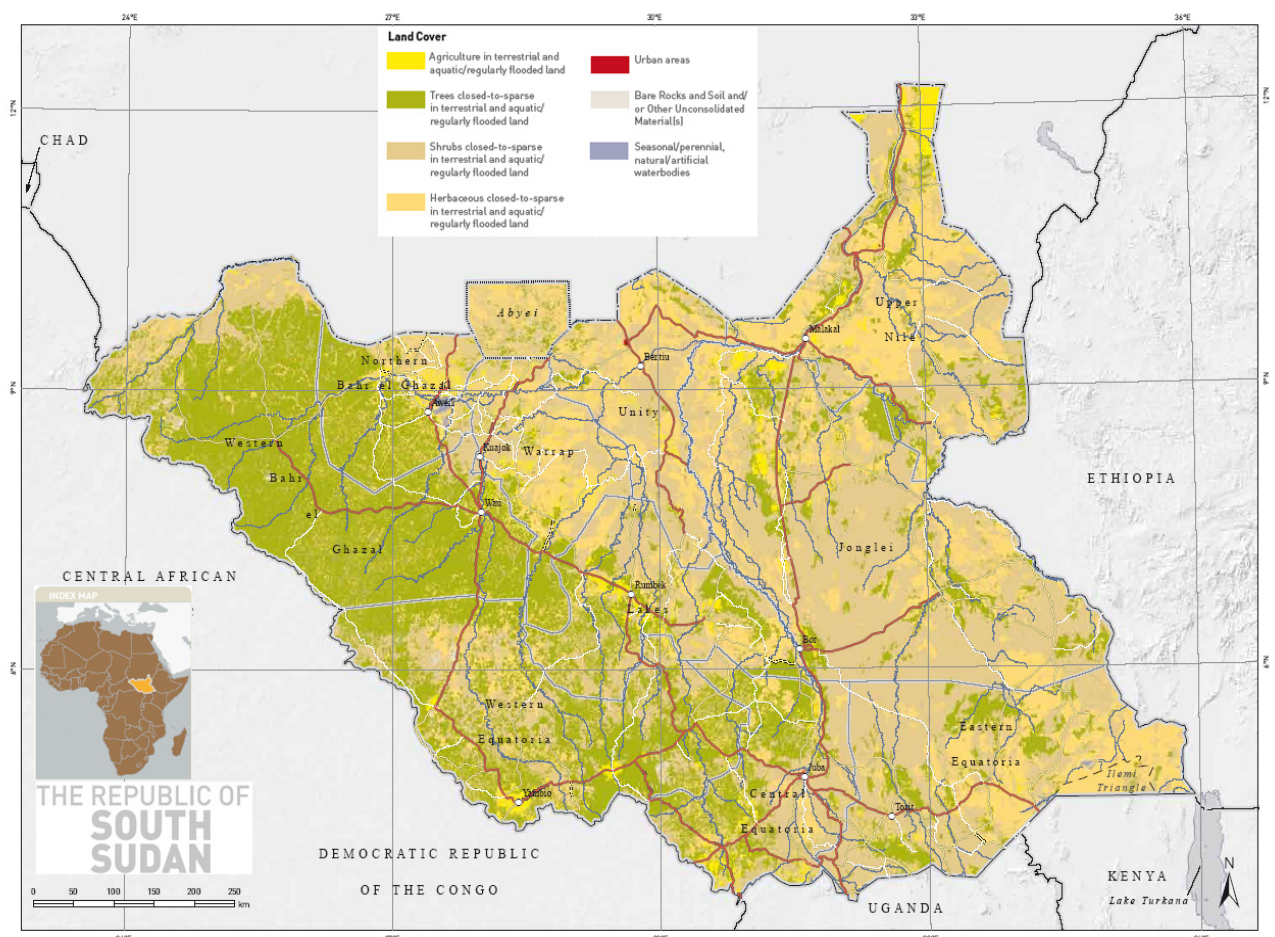 24°E
27°E
30°E
33°E
36°E
Land Cover
Agriculture in terrestrial and
aquatic/regularly flooded land
Trees closed-to-sparse
in terrestrial and aquatic/
regularly flooded land
Shrubs closed-to-sparse
in terrestrial and aquatic/
regularly flooded land
Herbaceous closed-to-sparse
in terrestrial and aquatic/
regularly flooded land
Urban areas
Bare Rocks and Soil and/
or Other Unconsolidated
Material(s)
Seasonal/perennial,
natural/artificial
waterbodies
12°N
12°N
CHAD
Abyei
Upper
Nile
Malakal
Northern
Bahr el Ghazal
Bentiu
9°N
9°N
Aweil
Unity
Western
Bahr
el
Ghazal
Kuajok
Warrap
ETHIOPIA
Wau
Jonglei
CENTRAL AFRICAN
INDEX MAP
Rumbek
Lakes
Bor
6°N
6°N
Western
Equatoria
Eastern
Equatoria
Ilemi
Triangle
Juba
Central
Equatoria
Yambio
Torit
THE REPUBLIC OF
SOUTH
SUDAN
DEMOCRATIC REPUBLIC
OF THE CONGO
UGANDA
KENYA
Lake Turkana
N
0 50 100 150 200 250
km